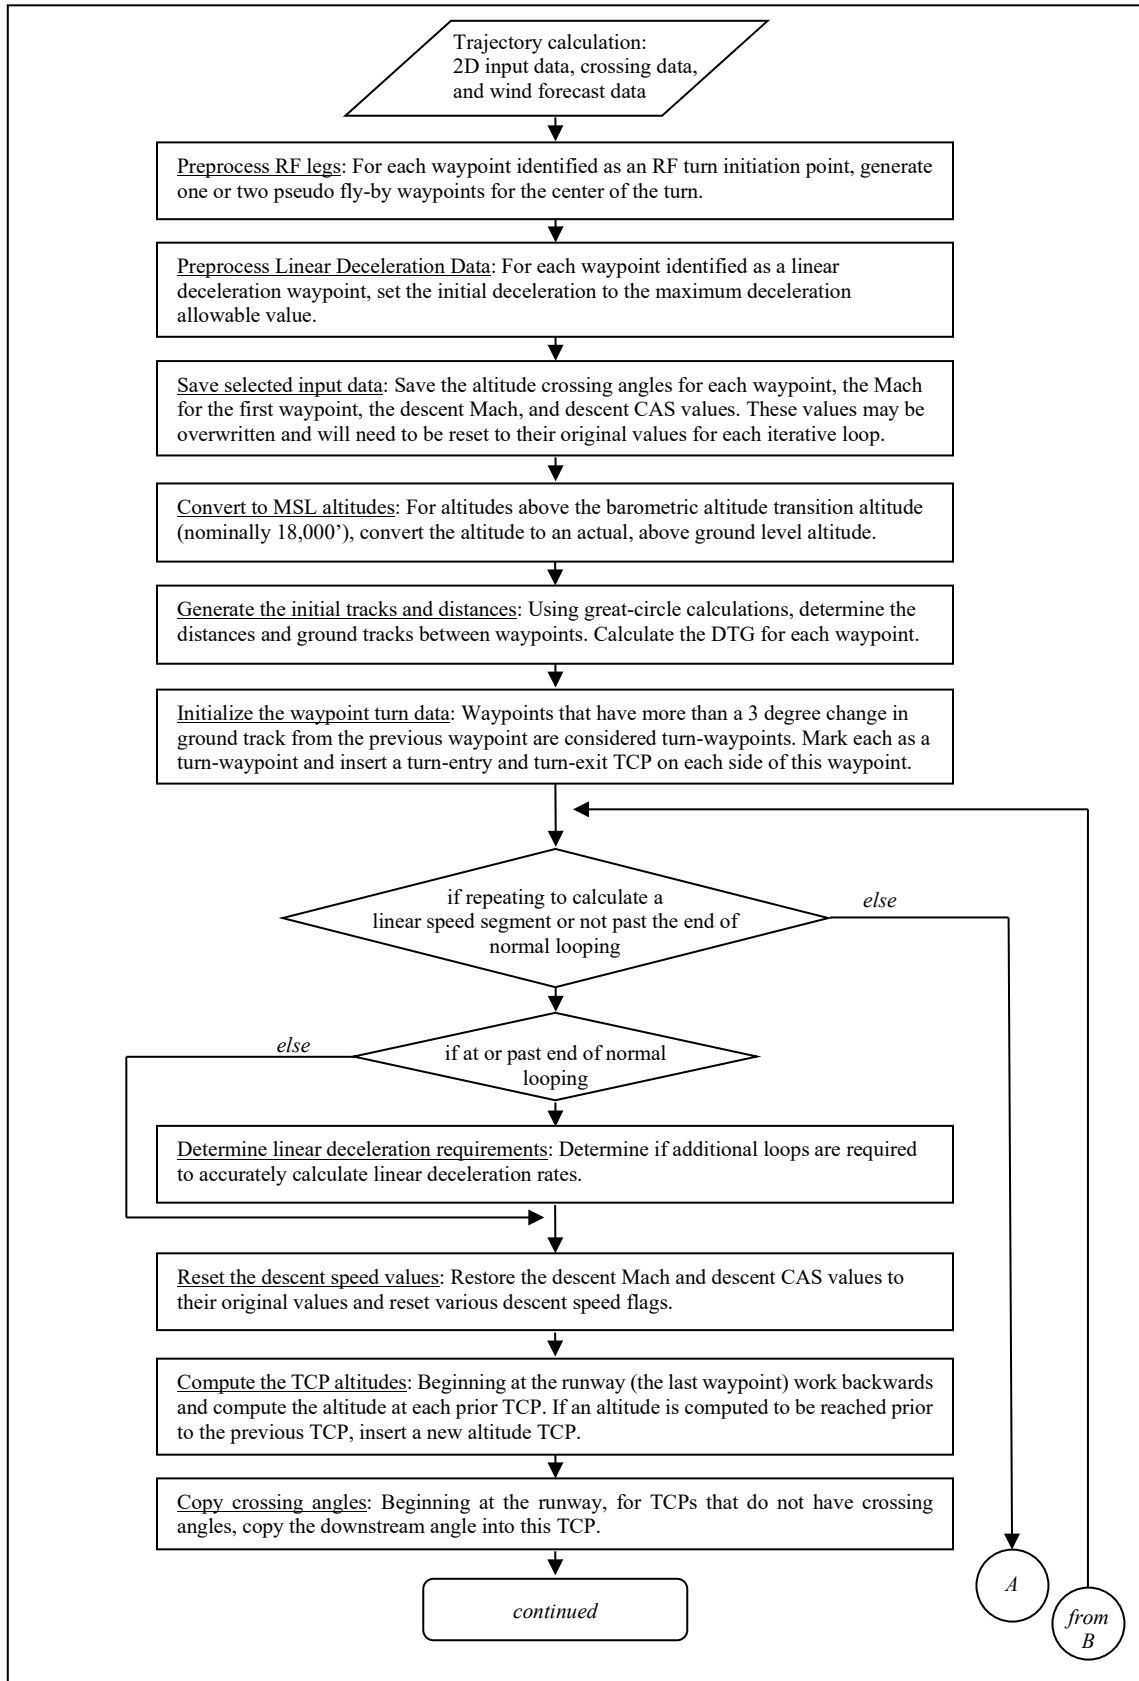 Trajectory calculation:
2D input data, crossing data,
and wind forecast data
Preprocess RF legs: For each waypoint identified as an RF turn initiation point, generate
one or two pseudo fly-by waypoints for the center of the turn.
Preprocess Linear Deceleration Data: For each waypoint identified as a linear
deceleration waypoint, set the initial deceleration to the maximum deceleration
allowable value.
Save selected input data: Save the altitude crossing angles for each waypoint, the Mach
for the first waypoint, the descent Mach, and descent CAS values. These values may be
overwritten and will need to be reset to their original values for each iterative loop.
Convert to MSL altitudes: For altitudes above the barometric altitude transition altitude
(nominally 18,000’), convert the altitude to an actual, above ground level altitude.
Generate the initial tracks and distances: Using great-circle calculations, determine the
distances and ground tracks between waypoints. Calculate the DTG for each waypoint.
Initialize the waypoint turn data: Waypoints that have more than a 3 degree change in
ground track from the previous waypoint are considered turn-waypoints. Mark each as a
turn-waypoint and insert a turn-entry and turn-exit TCP on each side of this waypoint.
if repeating to calculate a
linear speed segment or not past the end of
normal looping
else
if at or past end of normal
looping
else
Determine linear deceleration requirements: Determine if additional loops are required
to accurately calculate linear deceleration rates.
Reset the descent speed values: Restore the descent Mach and descent CAS values to
their original values and reset various descent speed flags.
Compute the TCP altitudes: Beginning at the runway (the last waypoint) work backwards
and compute the altitude at each prior TCP. If an altitude is computed to be reached prior
to the previous TCP, insert a new altitude TCP.
Copy crossing angles: Beginning at the runway, for TCPs that do not have crossing
angles, copy the downstream angle into this TCP.
continued
A
from
B